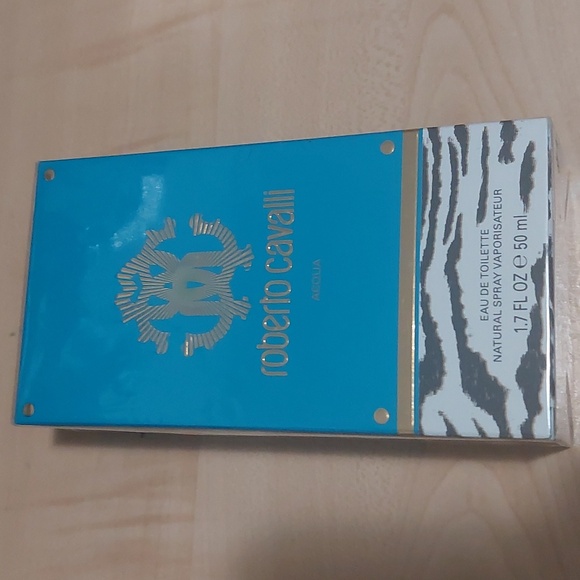 roberto cavalli
ACQUA
EAU DE TOILETTE
NATURAL SPRAY VAPORISATEUR
1.7 FL OZ ℮ 50 ml